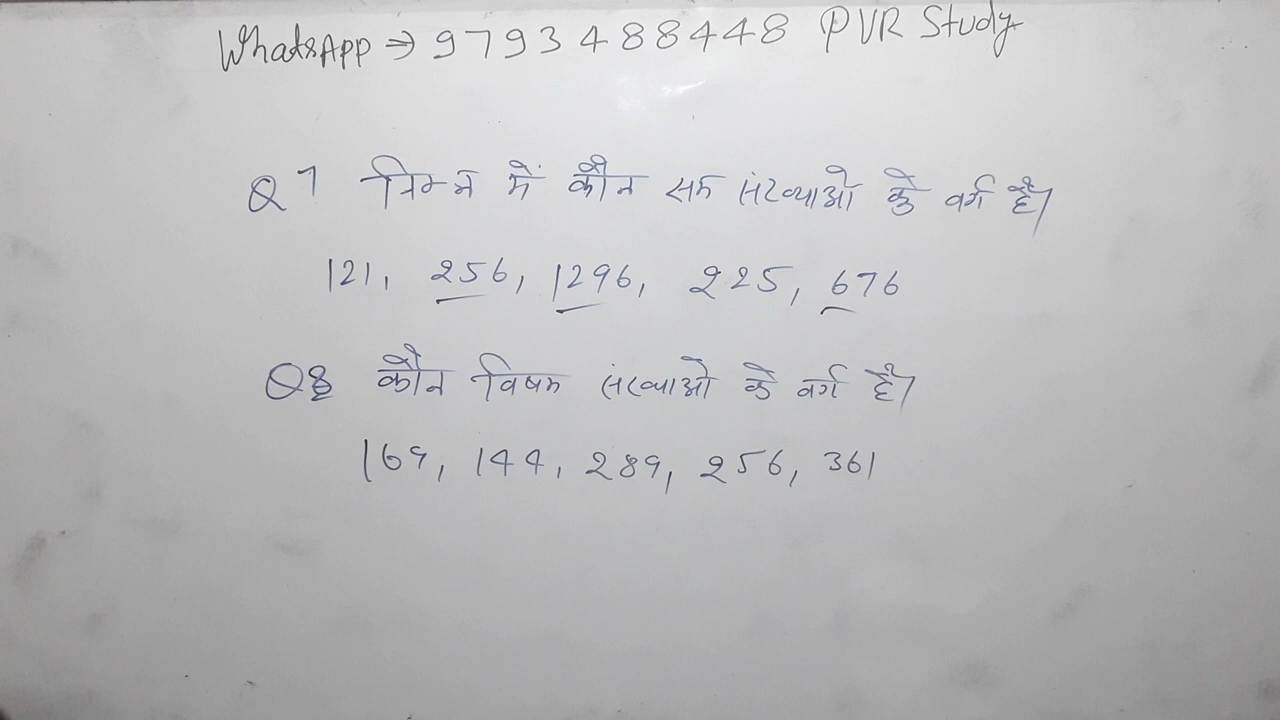 WhatsApp ⇒ 9793488448 PVR Study
Q 7 निम्न में कौन सम संख्याओ के वर्ग है।
121, 256, 1296, 225, 676
Q8 कौन विषम संख्याओ के वर्ग है।
169, 144, 289, 256, 361